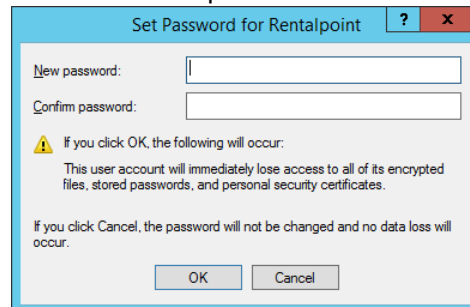 Set Password for Rentalpoint
? x
New password:
Confirm password:
If you click OK, the following will occur:
This user account will immediately lose access to all of its encrypted
files, stored passwords, and personal security certificates.
If you click Cancel, the password will not be changed and no data loss will
occur.
OK Cancel